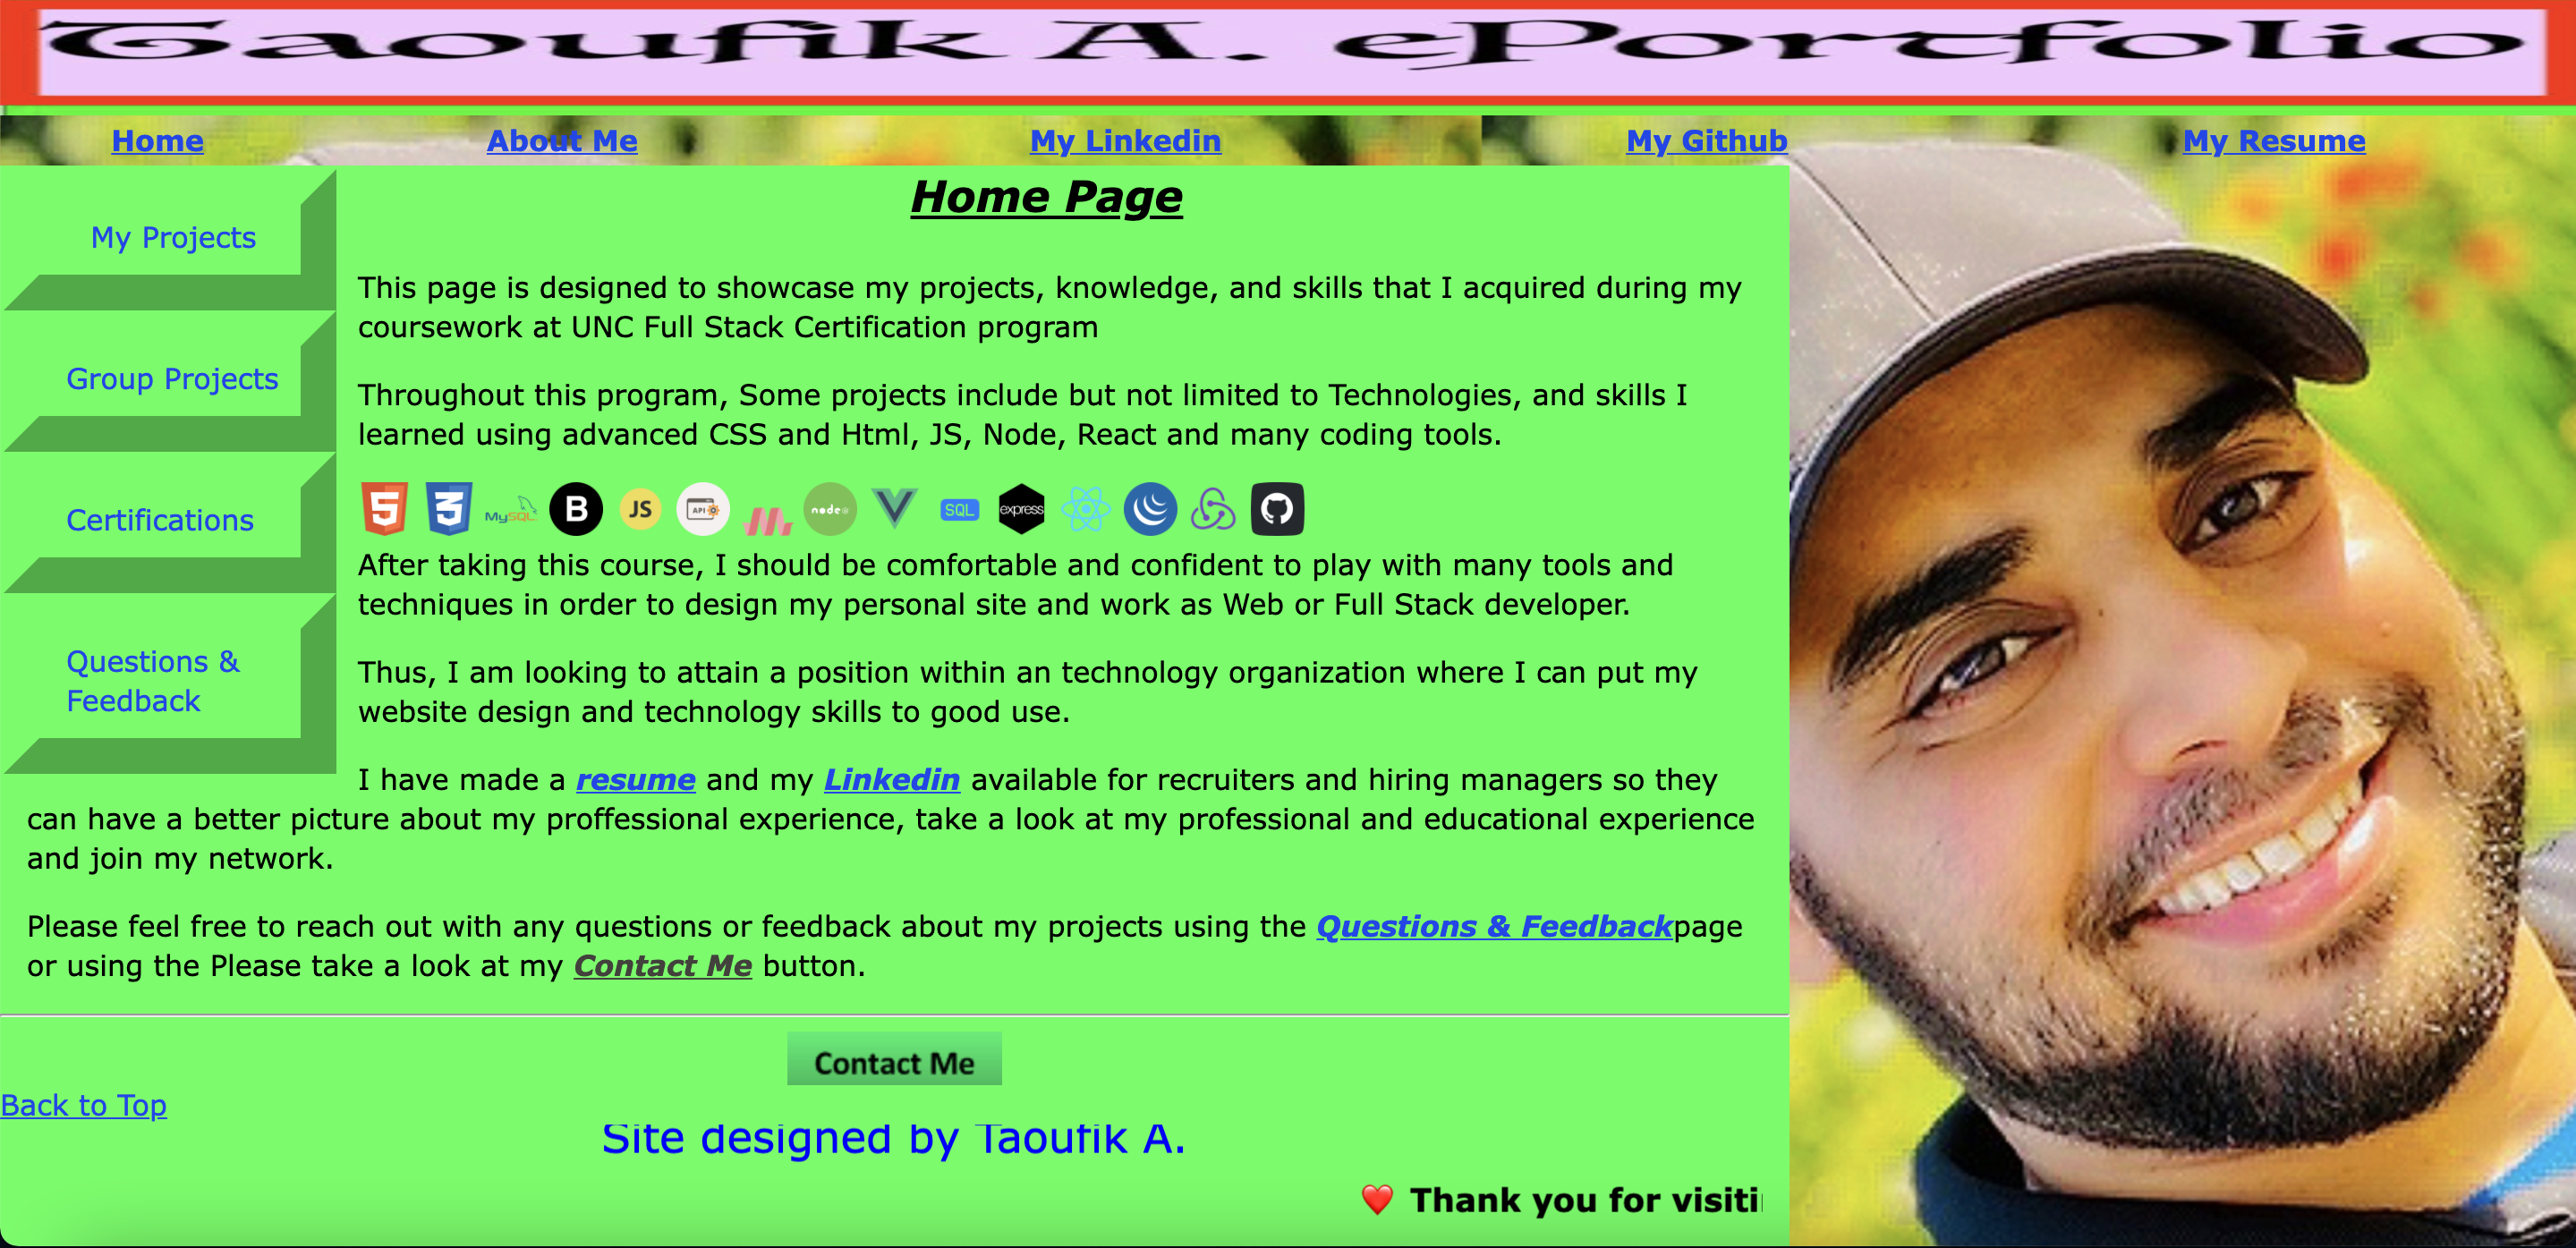 Taoufik A. ePortfolio
Home About Me My Linkedin My Github My Resume
Home Page
My Projects
Group Projects
Certifications
Questions &
Feedback
This page is designed to showcase my projects, knowledge, and skills that I acquired during my
coursework at UNC Full Stack Certification program
Throughout this program, Some projects include but not limited to Technologies, and skills I
learned using advanced CSS and Html, JS, Node, React and many coding tools.
5 3 MySQL B JS API node SQL express
After taking this course, I should be comfortable and confident to play with many tools and
techniques in order to design my personal site and work as Web or Full Stack developer.
Thus, I am looking to attain a position within an technology organization where I can put my
website design and technology skills to good use.
I have made a resume and my Linkedin available for recruiters and hiring managers so they
can have a better picture about my proffessional experience, take a look at my professional and educational experience
and join my network.
Please feel free to reach out with any questions or feedback about my projects using the Questions & Feedbackpage
or using the Please take a look at my Contact Me button.
Contact Me
Back to Top
Site designed by Taoufik A.
❤️ Thank you for visiti